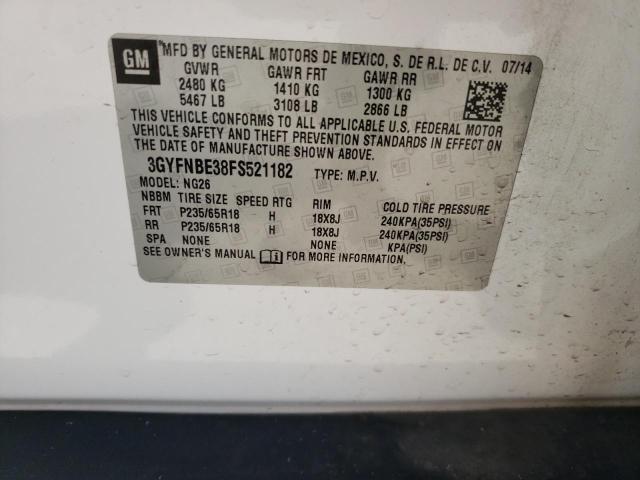 GM
MFD BY GENERAL MOTORS DE MEXICO, S. DE R.L. DE C.V. 07/14
GVWR GAWR FRT GAWR RR
2480 KG 1410 KG 1300 KG
5467 LB 3108 LB 2866 LB
THIS VEHICLE CONFORMS TO ALL APPLICABLE U.S. FEDERAL MOTOR
VEHICLE SAFETY AND THEFT PREVENTION STANDARDS IN EFFECT ON
THE DATE OF MANUFACTURE SHOWN ABOVE.
3GYFNBE38FS521182 TYPE: M.P.V.
MODEL: NG26
NBBM TIRE SIZE SPEED RTG RIM COLD TIRE PRESSURE
FRT P235/65R18 H 18X8J 240KPA(35PSI)
RR P235/65R18 H 18X8J 240KPA(35PSI)
SPA NONE NONE KPA(PSI)
SEE OWNER'S MANUAL FOR MORE INFORMATION.